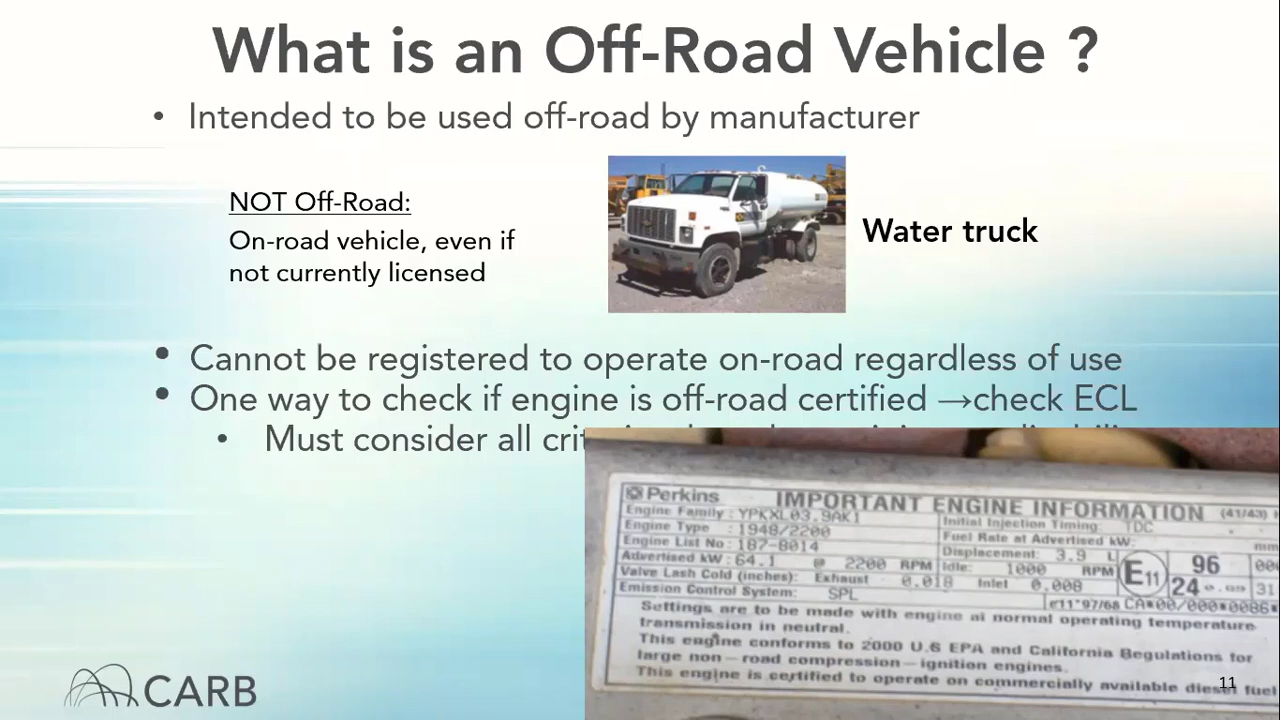 What is an Off-Road Vehicle ?
• Intended to be used off-road by manufacturer
NOT Off-Road:
On-road vehicle, even if
not currently licensed
Water truck
• Cannot be registered to operate on-road regardless of use
• One way to check if engine is off-road certified →check ECL
• Must consider all
Perkins IMPORTANT ENGINE INFORMATION (41/43)
Engine Family : YPKXL03.9AK1
Engine Type : 1948/2200
Engine List No : 187-8014
Advertised kW : 64.1 @ 2200 RPM
Valve Lash Cold (inches): Exhaust 0.018 Inlet 0.008
Emission Control System: SPL
Initial Injection Timing: TDC
Fuel Rate at Advertised kW:
Displacement: 3.9 L
Idle: 1000 RPM
E11
96
24
Settings are to be made with engine at normal operating temperature
transmission in neutral.
This engine conforms to 2000 U.S EPA and California Regulations for
large non-road compression-ignition engines.
This engine is certified to operate on commercially available diesel fuel
CARB
11